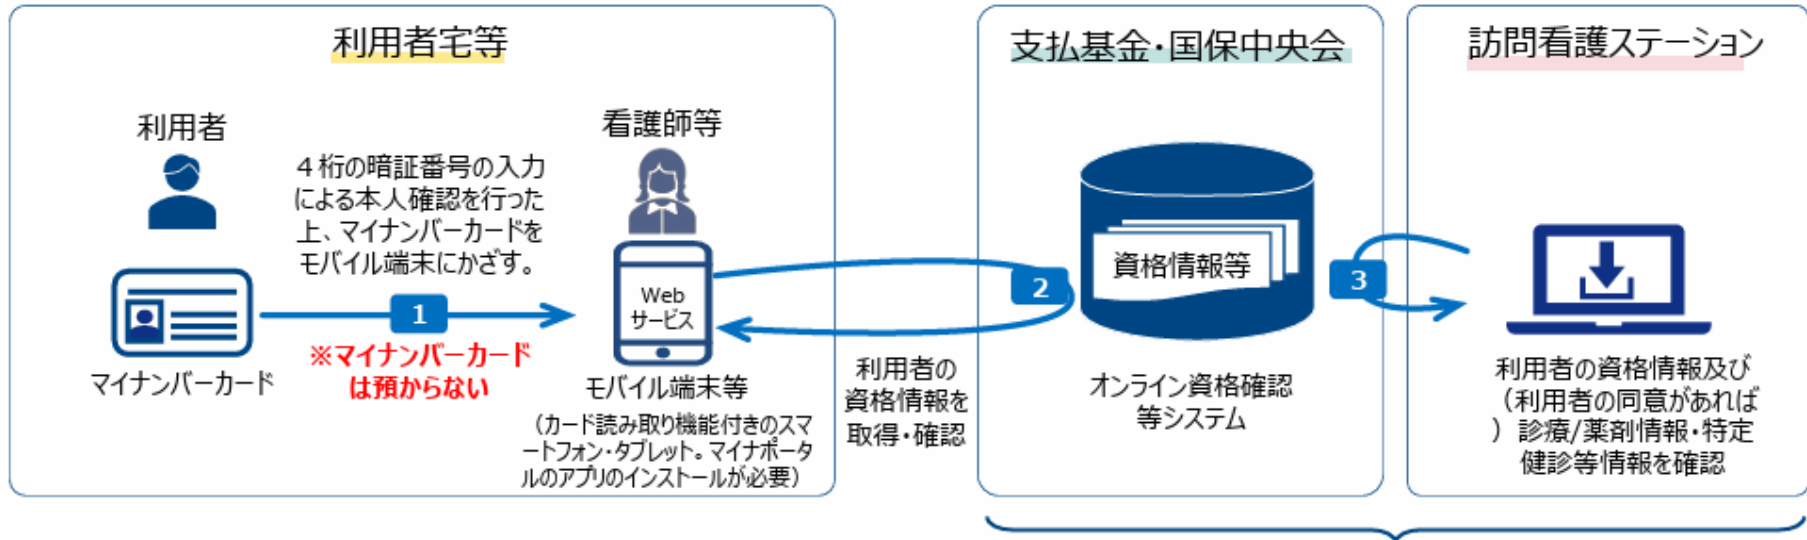 利用者宅等
利用者
4桁の暗証番号の入力
による本人確認を行った
上、マイナンバーカードを
モバイル端末にかざす。
1
※マイナンバーカード
は預からない
マイナンバーカード
看護師等
Web
サービス
モバイル端末等
（カード読み取り機能付きのスマ
ートフォン・タブレット。マイナポータ
ルのアプリのインストールが必要）
2
利用者の
資格情報を
取得・確認
支払基金・国保中央会
資格情報等
オンライン資格確認
等システム
3
訪問看護ステーション
利用者の資格情報及び
（利用者の同意があれば
）診療/薬剤情報・特定
健診等情報を確認